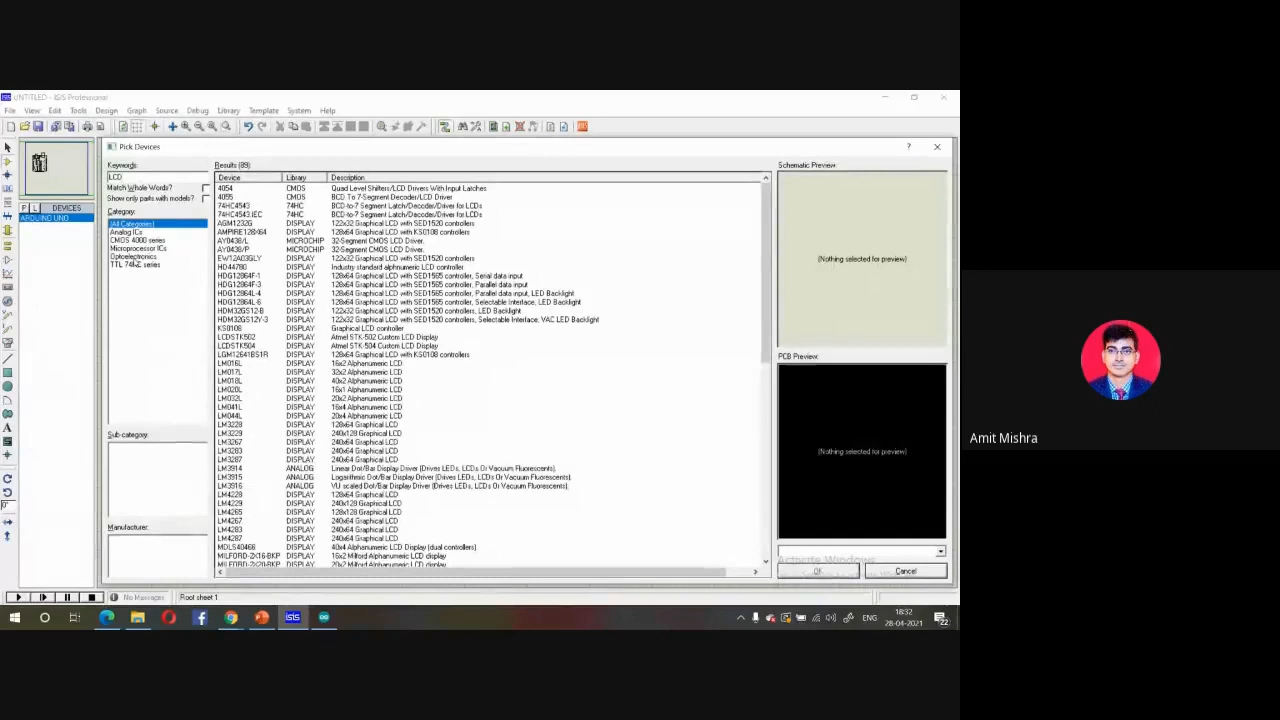 UNTITLED - ISIS Professional
File View Edit Tools Design Graph Source Debug Library Template System Help
P L DEVICES
ARDUINO UNO
Pick Devices
Keywords:
LCD
Match Whole Words?
Show only parts with models?
Category:
(All Categories)
Analog ICs
CMOS 4000 series
Microprocessor ICs
Optoelectronics
TTL 74HC series
Sub-category:
Manufacturer:
Results (89):
Device Library Description
4054 CMOS Quad Level Shifters/LCD Drivers With Input Latches
4055 CMOS BCD To 7-Segment Decoder/LCD Driver
74HC4543 74HC BCD-to-7 Segment Latch/Decoder/Driver for LCDs
74HC4543.IEC 74HC BCD-to-7 Segment Latch/Decoder/Driver for LCDs
AGM1232G DISPLAY 122x32 Graphical LCD with SED1520 controllers
AMPIRE128X64 DISPLAY 128x64 Graphical LCD with KS0108 controllers
AY0438/L MICROCHIP 32-Segment CMOS LCD Driver.
AY0438/P MICROCHIP 32-Segment CMOS LCD Driver.
EW12A03GLY DISPLAY 122x32 Graphical LCD with SED1520 controllers
HD44780 DISPLAY Industry standard alphnumeric LCD controller
HDG12864F-1 DISPLAY 128x64 Graphical LCD with SED1565 controller, Serial data input
HDG12864F-3 DISPLAY 128x64 Graphical LCD with SED1565 controller, Parallel data input
HDG12864L-4 DISPLAY 128x64 Graphical LCD with SED1565 controller, Parallel data input, LED Backlight
HDG12864L-6 DISPLAY 128x64 Graphical LCD with SED1565 controller, Selectable Interface, LED Backlight
HDM32GS12-B DISPLAY 122x32 Graphical LCD with SED1520 controllers, LED Backlight
HDM32GS12Y-3 DISPLAY 122x32 Graphical LCD with SED1520 controllers, Selectable Interface, VAC LED Backlight
KS0108 DISPLAY Graphical LCD controller
LCDSTK502 DISPLAY Atmel STK-502 Custom LCD Display
LCDSTK504 DISPLAY Atmel STK-504 Custom LCD Display
LGM12641BS1R DISPLAY 128x64 Graphical LCD with KS0108 controllers
LM016L DISPLAY 16x2 Alphanumeric LCD
LM017L DISPLAY 32x2 Alphanumeric LCD
LM018L DISPLAY 40x2 Alphanumeric LCD
LM020L DISPLAY 16x1 Alphanumeric LCD
LM032L DISPLAY 20x2 Alphanumeric LCD
LM041L DISPLAY 16x4 Alphanumeric LCD
LM044L DISPLAY 20x4 Alphanumeric LCD
LM3228 DISPLAY 128x64 Graphical LCD
LM3229 DISPLAY 240x128 Graphical LCD
LM3267 DISPLAY 240x64 Graphical LCD
LM3283 DISPLAY 240x64 Graphical LCD
LM3287 DISPLAY 240x64 Graphical LCD
LM3914 ANALOG Linear Dot/Bar Display Driver (Drives LEDs, LCDs Or Vacuum Fluorescents).
LM3915 ANALOG Logarithmic Dot/Bar Display Driver (Drives LEDs, LCDs Or Vacuum Fluorescents).
LM3916 ANALOG VU scaled Dot/Bar Display Driver (Drives LEDs, LCDs Or Vacuum Fluorescents).
LM4228 DISPLAY 128x64 Graphical LCD
LM4229 DISPLAY 240x128 Graphical LCD
LM4265 DISPLAY 128x128 Graphical LCD
LM4267 DISPLAY 240x64 Graphical LCD
LM4283 DISPLAY 240x64 Graphical LCD
LM4287 DISPLAY 240x64 Graphical LCD
MDLS40466 DISPLAY 40x4 Alphanumeric LCD Display (dual controllers)
MILFORD-2X16-BKP DISPLAY 16x2 Milford Alphanumeric LCD display
MILFORD-2X20-BKP DISPLAY 20x2 Milford Alphanumeric LCD display
Schematic Preview:
(Nothing selected for preview)
PCB Preview:
(Nothing selected for preview)
Activate Windows
OK Cancel
No Messages Root sheet 1
ENG 18:32
28-04-2021
22
Amit Mishra